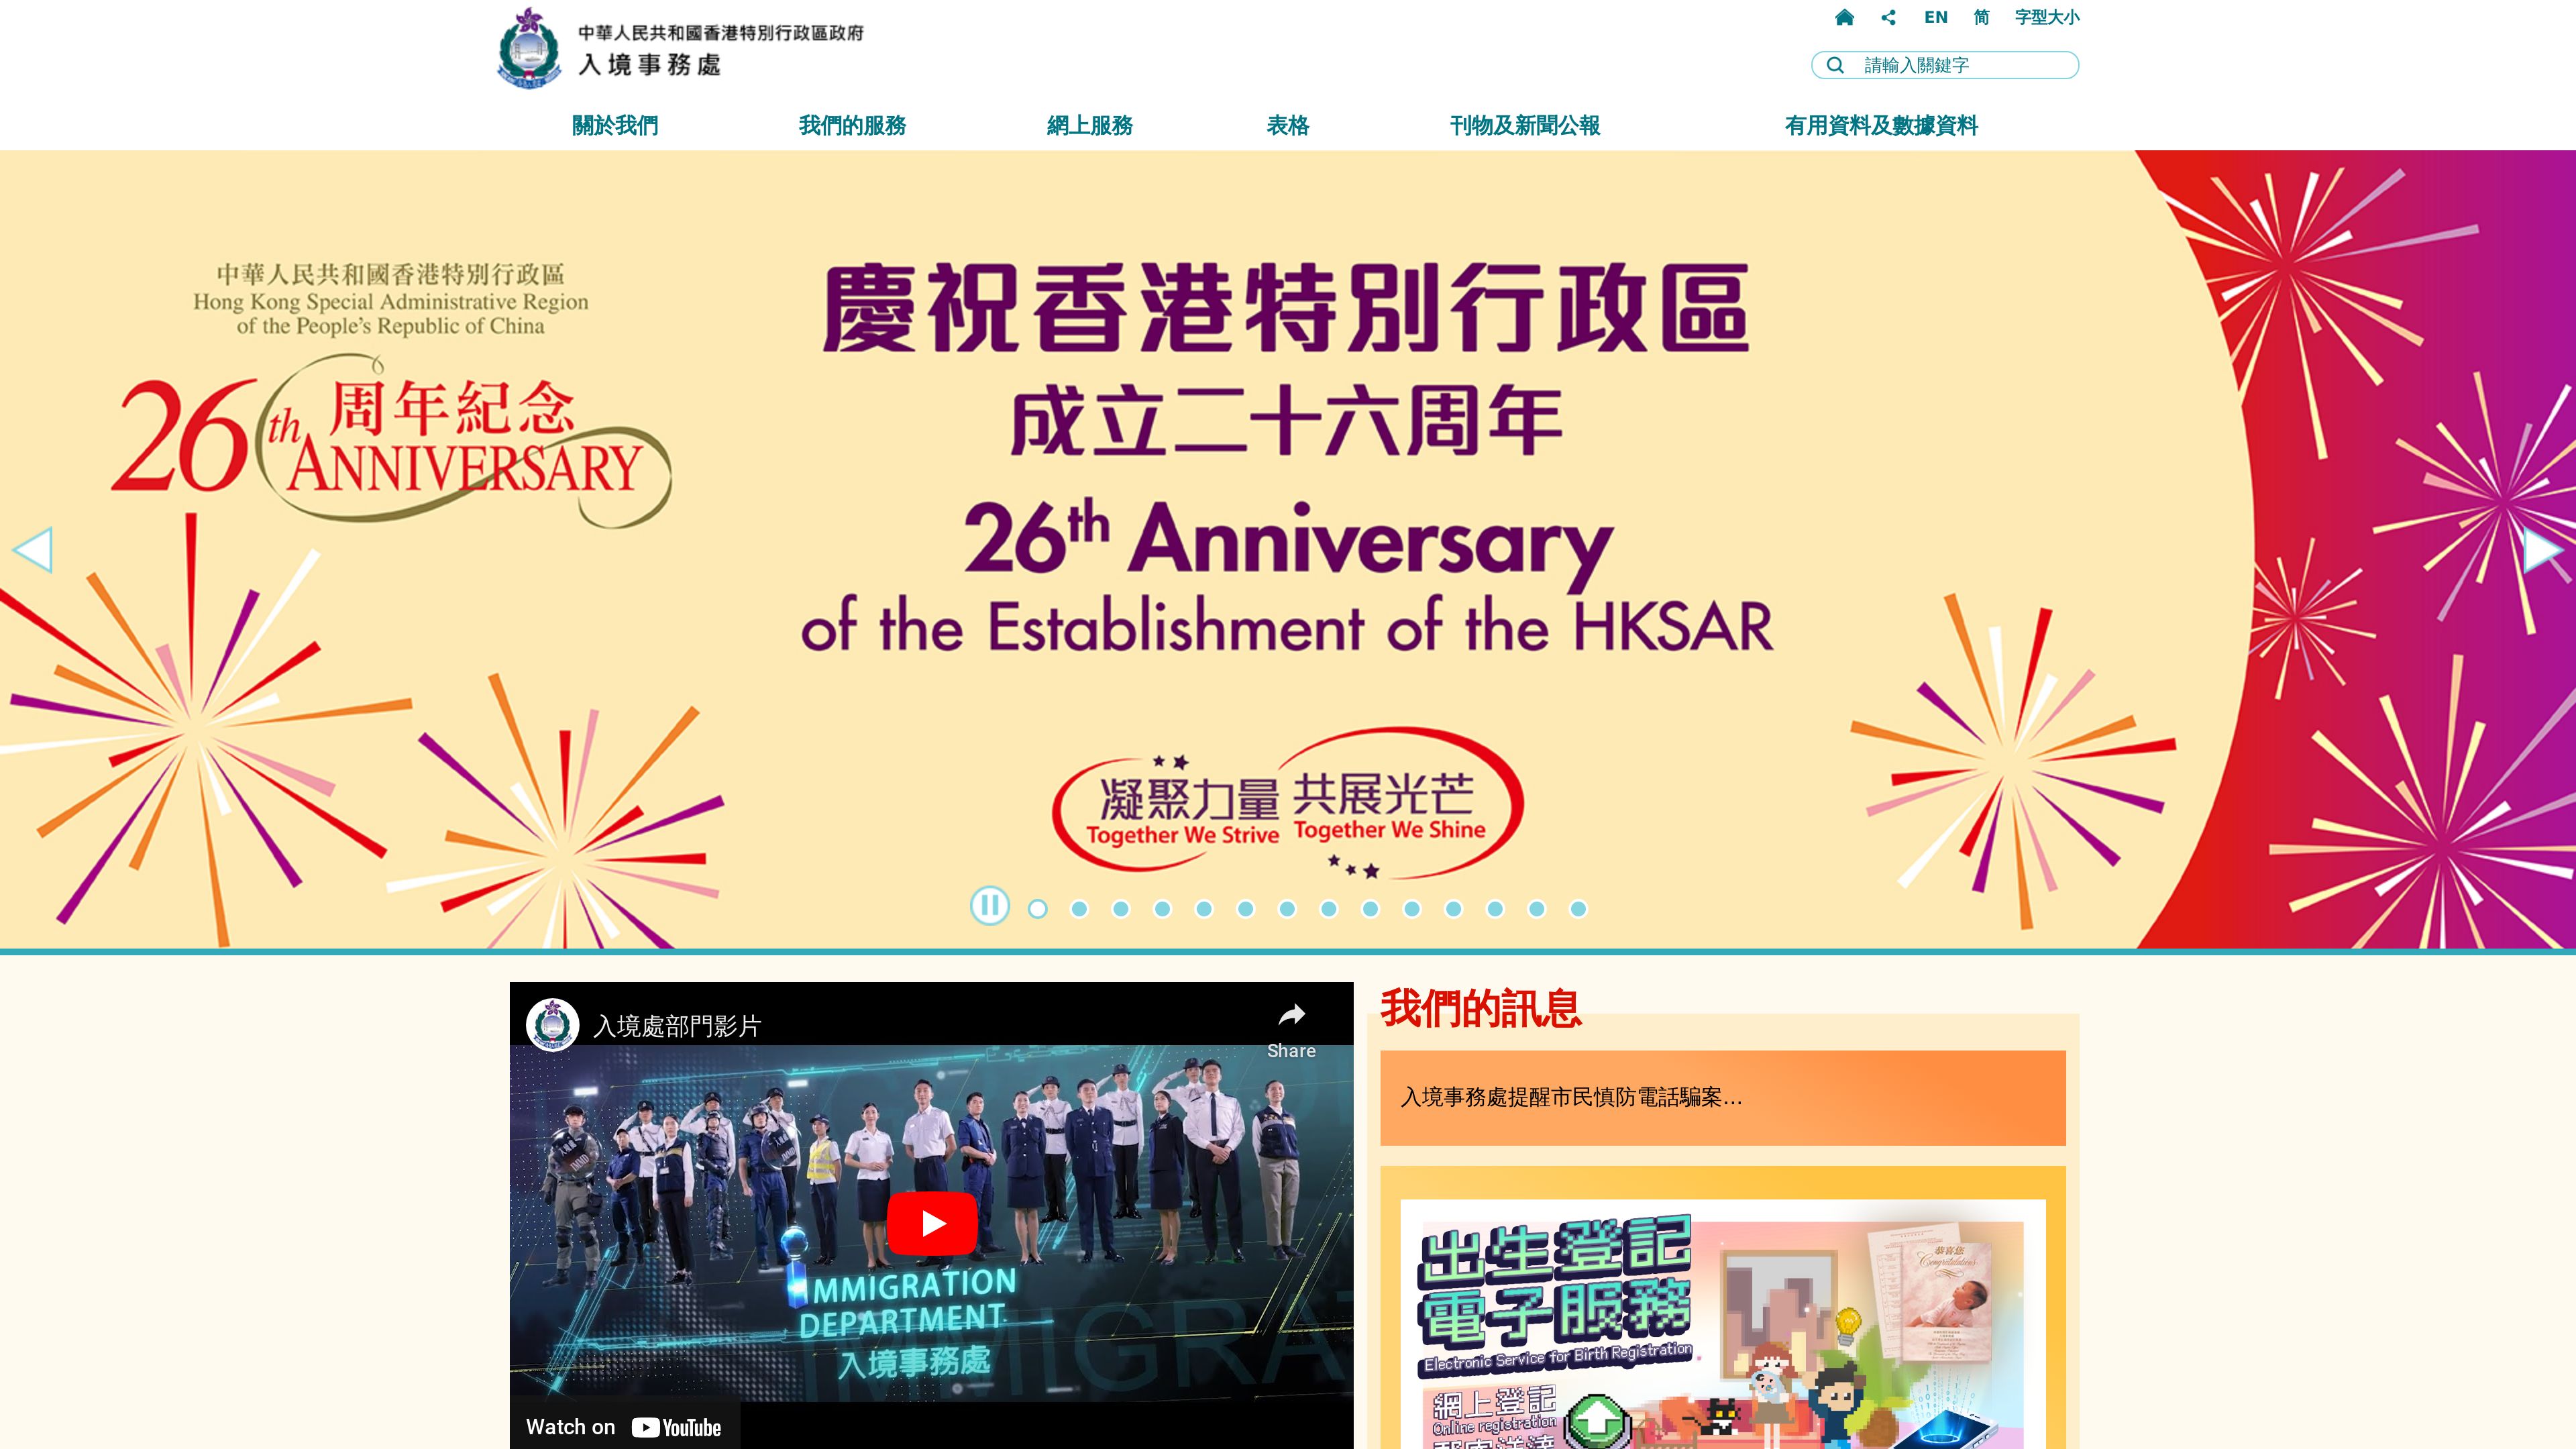 中華人民共和國香港特別行政區政府
入境事務處
EN 简 字型大小
請輸入關鍵字
關於我們 我們的服務 網上服務 表格 刊物及新聞公報 有用資料及數據資料
中華人民共和國香港特別行政區
Hong Kong Special Administrative Region
of the People's Republic of China
26th 周年紀念
ANNIVERSARY
慶祝香港特別行政區
成立二十六周年
26th Anniversary
of the Establishment of the HKSAR
凝聚力量 共展光芒
Together We Strive Together We Shine
入境處部門影片
Share
IMMIGRATION
DEPARTMENT
入境事務處
Watch on YouTube
我們的訊息
入境事務處提醒市民慎防電話騙案...
出生登記
電子服務
Electronic Service for Birth Registration
恭喜您
Congratulations
網上登記
Online registration